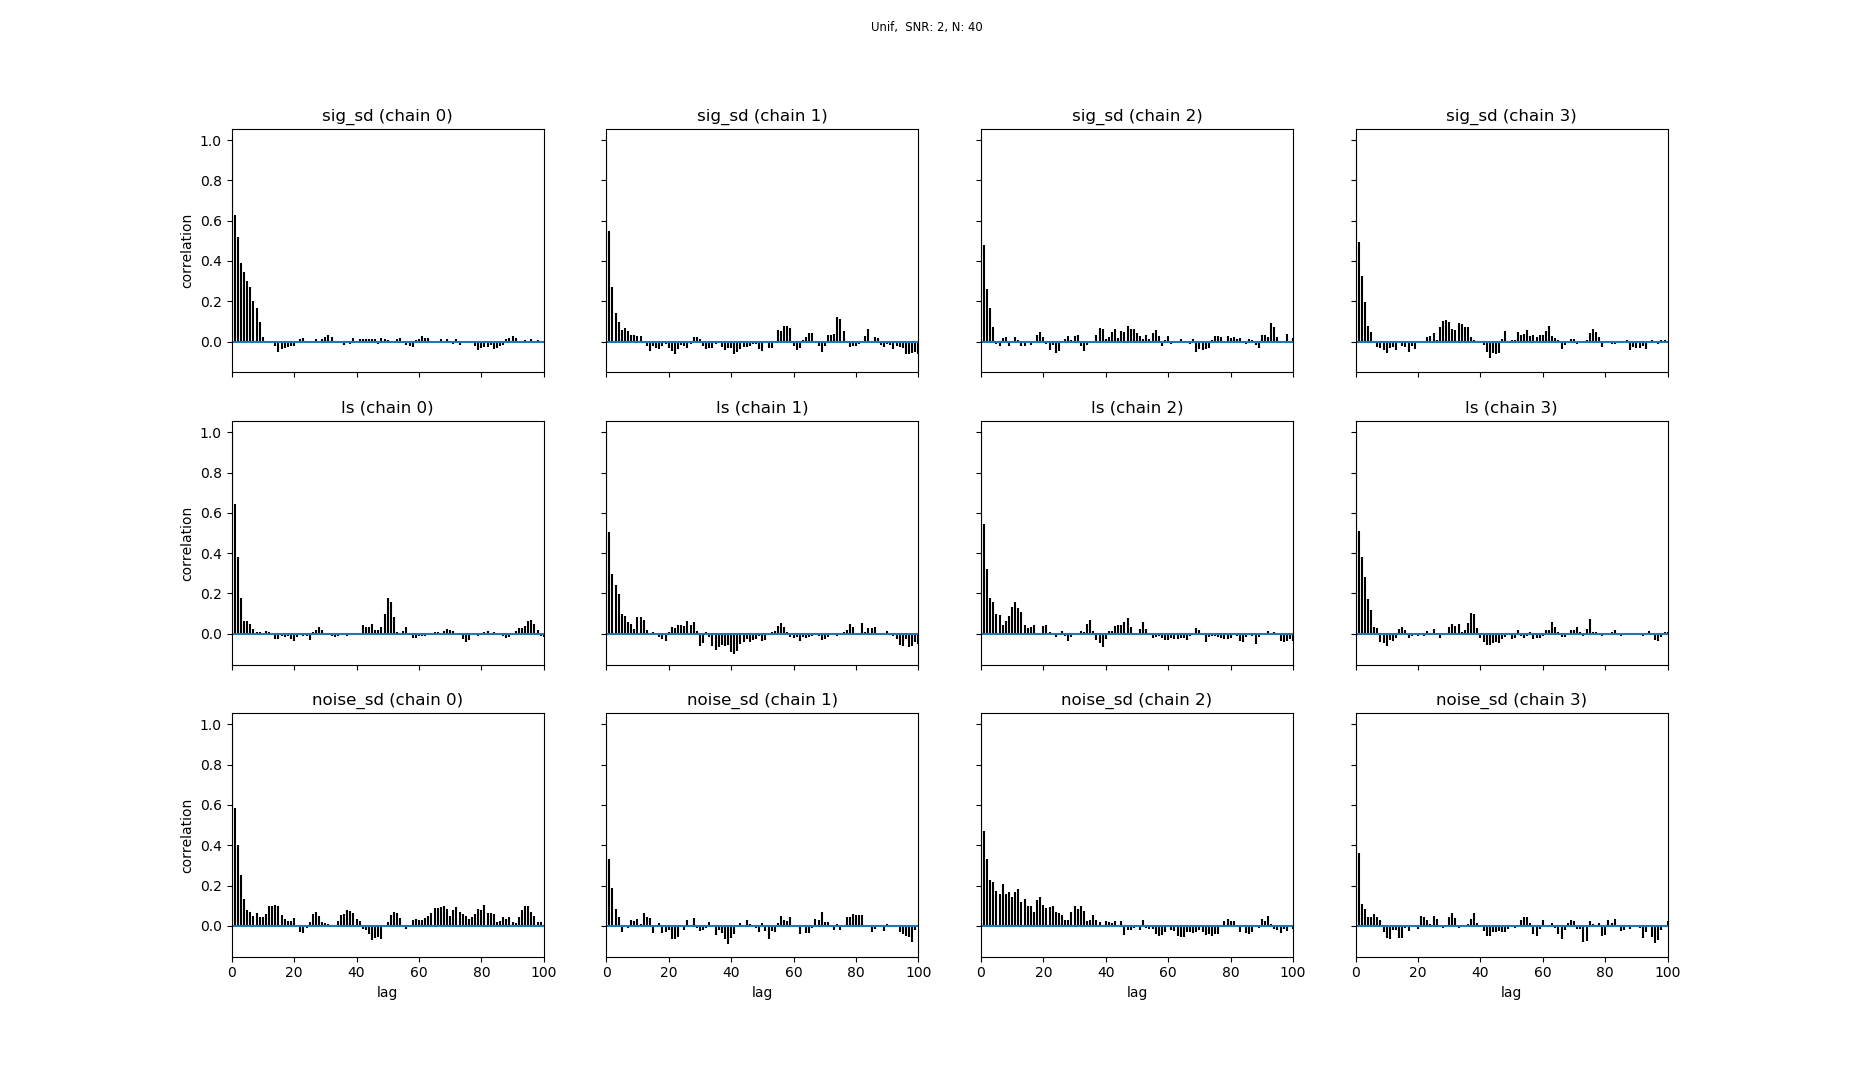 Unif,  SNR: 2, N: 40
sig_sd (chain 0) sig_sd (chain 1) sig_sd (chain 2) sig_sd (chain 3)
1.0
0.8
0.6
0.4
0.2
0.0
correlation
ls (chain 0) ls (chain 1) ls (chain 2) ls (chain 3)
1.0
0.8
0.6
0.4
0.2
0.0
correlation
noise_sd (chain 0) noise_sd (chain 1) noise_sd (chain 2) noise_sd (chain 3)
1.0
0.8
0.6
0.4
0.2
0.0
correlation
0 20 40 60 80 100 0 20 40 60 80 100 0 20 40 60 80 100 0 20 40 60 80 100
lag lag lag lag